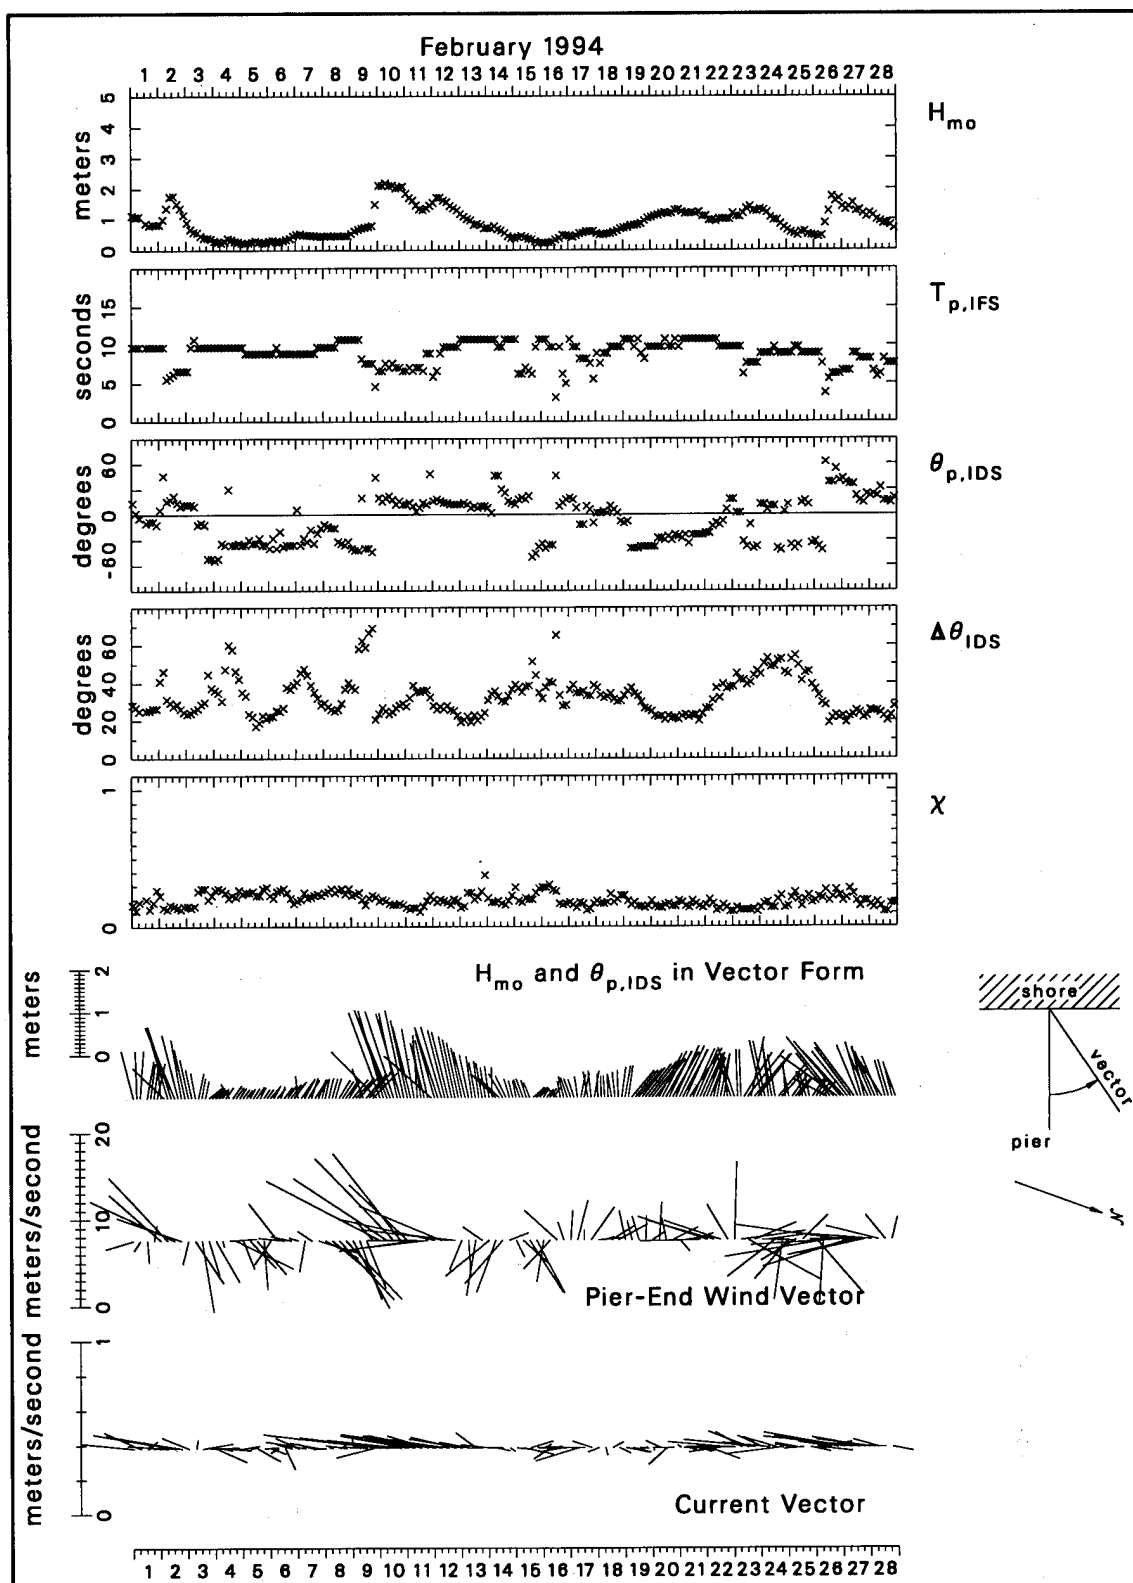 February 1994
1 2 3 4 5 6 7 8 9 10 11 12 13 14 15 16 17 18 19 20 21 22 23 24 25 26 27 28
meters
5
4
3
2
1
0
Hmo
seconds
15
10
5
0
Tp,IFS
degrees
60
0
-60
θp,IDS
degrees
60
40
20
0
Δθ IDS
1
0
χ
meters
2
1
0
Hmo and θp,IDS in Vector Form
shore
vector
pier
N
meters/second
20
10
0
Pier-End Wind Vector
meters/second
1
0
Current Vector
1 2 3 4 5 6 7 8 9 10 11 12 13 14 15 16 17 18 19 20 21 22 23 24 25 26 27 28